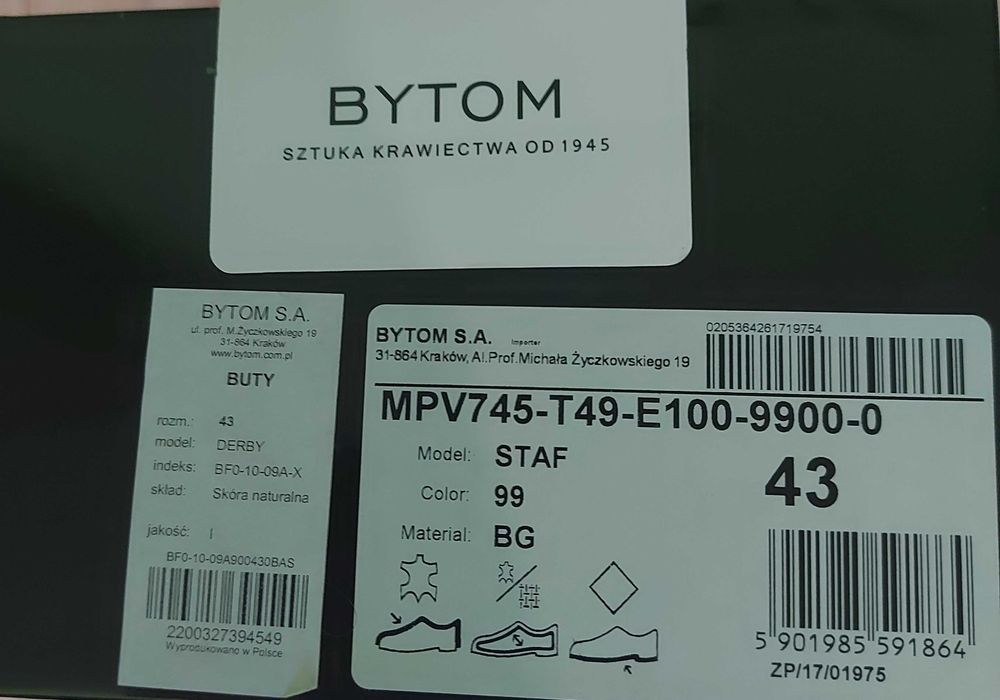 BYTOM
SZTUKA KRAWIECTWA OD 1945
BYTOM S.A.
ul. prof. M.Życzkowskiego 19
31-864 Kraków
www.bytom.com.pl
BUTY
rozm.: 43
model: DERBY
indeks: BF0-10-09A-X
skład: Skóra naturalna
jakość: I
BF0-10-09A900430BAS
2200327394549
Wyprodukowano w Polsce
BYTOM S.A. Importer
31-864 Kraków, Al.Prof.Michała Życzkowskiego 19
0205364261719754
MPV745-T49-E100-9900-0
Model: STAF
Color: 99
Material: BG
43
5 901985 591864
ZP/17/01975